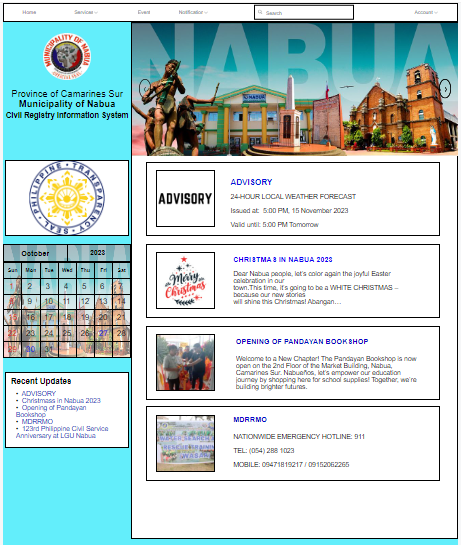 Home
Services
Event
Notification
Search
Account
MUNICIPALITY OF NABUA
Province of Camarines Sur
Municipality of Nabua
Civil Registry Information System
NABUA
PHILIPPINE TRANSPARENCY SEAL
October 2023
Sun Mon Tue Wed Thu Fri Sat
1 2 3 4 5 6 7
8 9 10 11 12 13 14
15 16 17 18 19 20 21
22 23 24 25 26 27 28
29 30 31
Recent Updates
• ADVISORY
• Christmass in Nabua 2023
• Opening of Pandayan
Bookshop
• MDRRMO
• 123rd Philippine Civil Service
Anniversary at LGU Nabua
ADVISORY
ADVISORY
24-HOUR LOCAL WEATHER FORECAST
Issued at: 5:00 PM, 15 November 2023
Valid until: 5:00 PM Tomorrow
Merry
Christmas
CHRISTMAS IN NABUA 2023
Dear Nabua people, let's color again the joyful Easter
celebration in our
town.This time, it's going to be a WHITE CHRISTMAS –
because our new stories
will shine this Christmas! Abangan…
OPENING OF PANDAYAN BOOKSHOP
Welcome to a New Chapter! The Pandayan Bookshop is now
open on the 2nd Floor of the Market Building, Nabua,
Camarines Sur. Nabueños, let's empower our education
journey by shopping here for school supplies! Together, we're
building brighter futures.
MDRRMO
NATIONWIDE EMERGENCY HOTLINE: 911
TEL: (054) 288 1023
MOBILE: 09471819217 / 09152062265